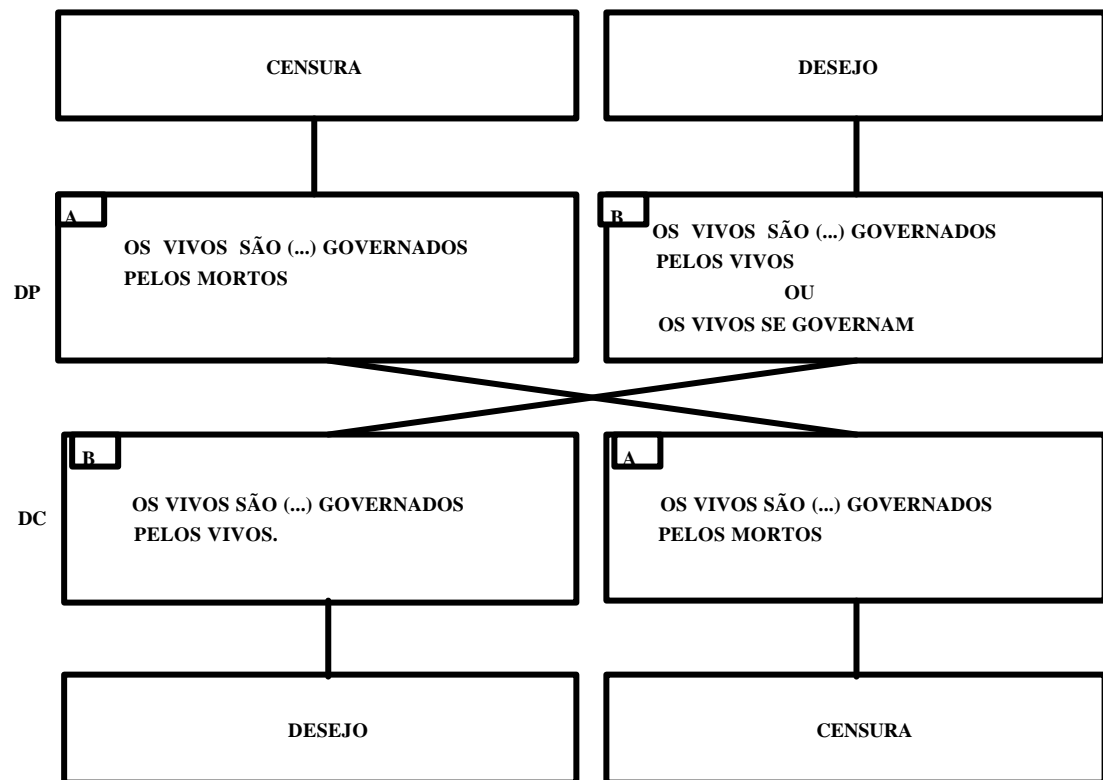 CENSURA
DESEJO
A
OS VIVOS SÃO (...) GOVERNADOS
PELOS MORTOS
B
OS VIVOS SÃO (...) GOVERNADOS
PELOS VIVOS
OU
OS VIVOS SE GOVERNAM
DP
B
OS VIVOS SÃO (...) GOVERNADOS
PELOS VIVOS.
A
OS VIVOS SÃO (...) GOVERNADOS
PELOS MORTOS
DC
DESEJO
CENSURA